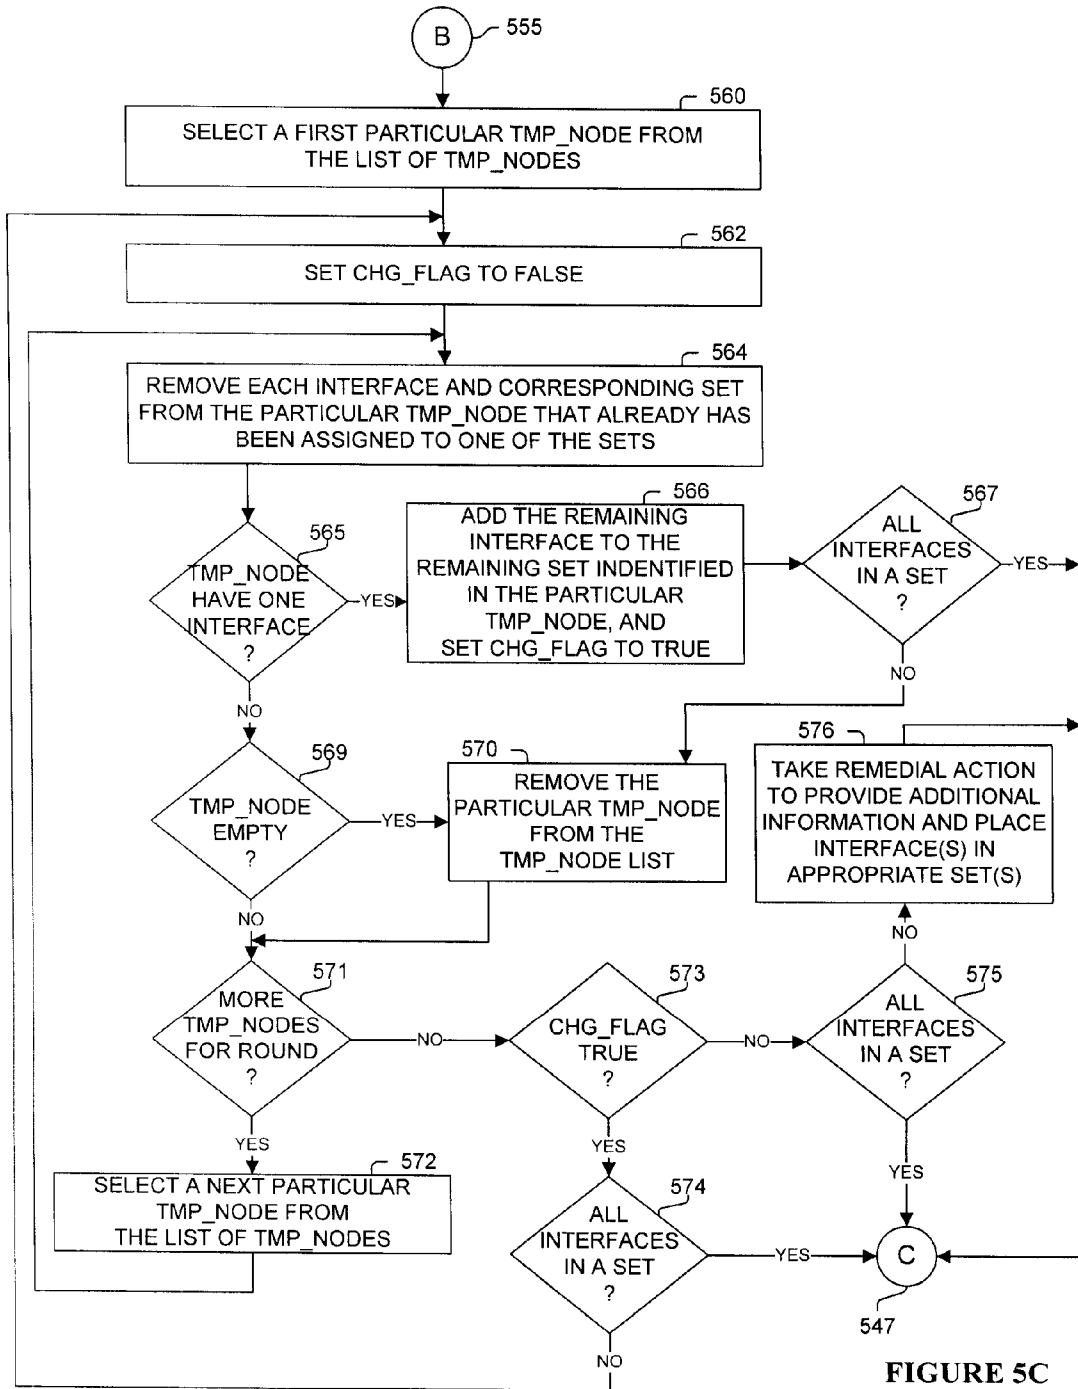 B
555
560
SELECT A FIRST PARTICULAR TMP_NODE FROM
THE LIST OF TMP_NODES
562
SET CHG_FLAG TO FALSE
564
REMOVE EACH INTERFACE AND CORRESPONDING SET
FROM THE PARTICULAR TMP_NODE THAT ALREADY HAS
BEEN ASSIGNED TO ONE OF THE SETS
565
TMP_NODE
HAVE ONE
INTERFACE
?
YES
NO
566
ADD THE REMAINING
INTERFACE TO THE
REMAINING SET INDENTIFIED
IN THE PARTICULAR
TMP_NODE, AND
SET CHG_FLAG TO TRUE
567
ALL
INTERFACES
IN A SET
?
YES
NO
569
TMP_NODE
EMPTY
?
YES
NO
570
REMOVE THE
PARTICULAR TMP_NODE
FROM THE
TMP_NODE LIST
576
TAKE REMEDIAL ACTION
TO PROVIDE ADDITIONAL
INFORMATION AND PLACE
INTERFACE(S) IN
APPROPRIATE SET(S)
571
MORE
TMP_NODES
FOR ROUND
?
NO
YES
573
CHG_FLAG
TRUE
?
NO
YES
575
ALL
INTERFACES
IN A SET
?
NO
YES
572
SELECT A NEXT PARTICULAR
TMP_NODE FROM
THE LIST OF TMP_NODES
574
ALL
INTERFACES
IN A SET
?
YES
NO
C
547
FIGURE 5C